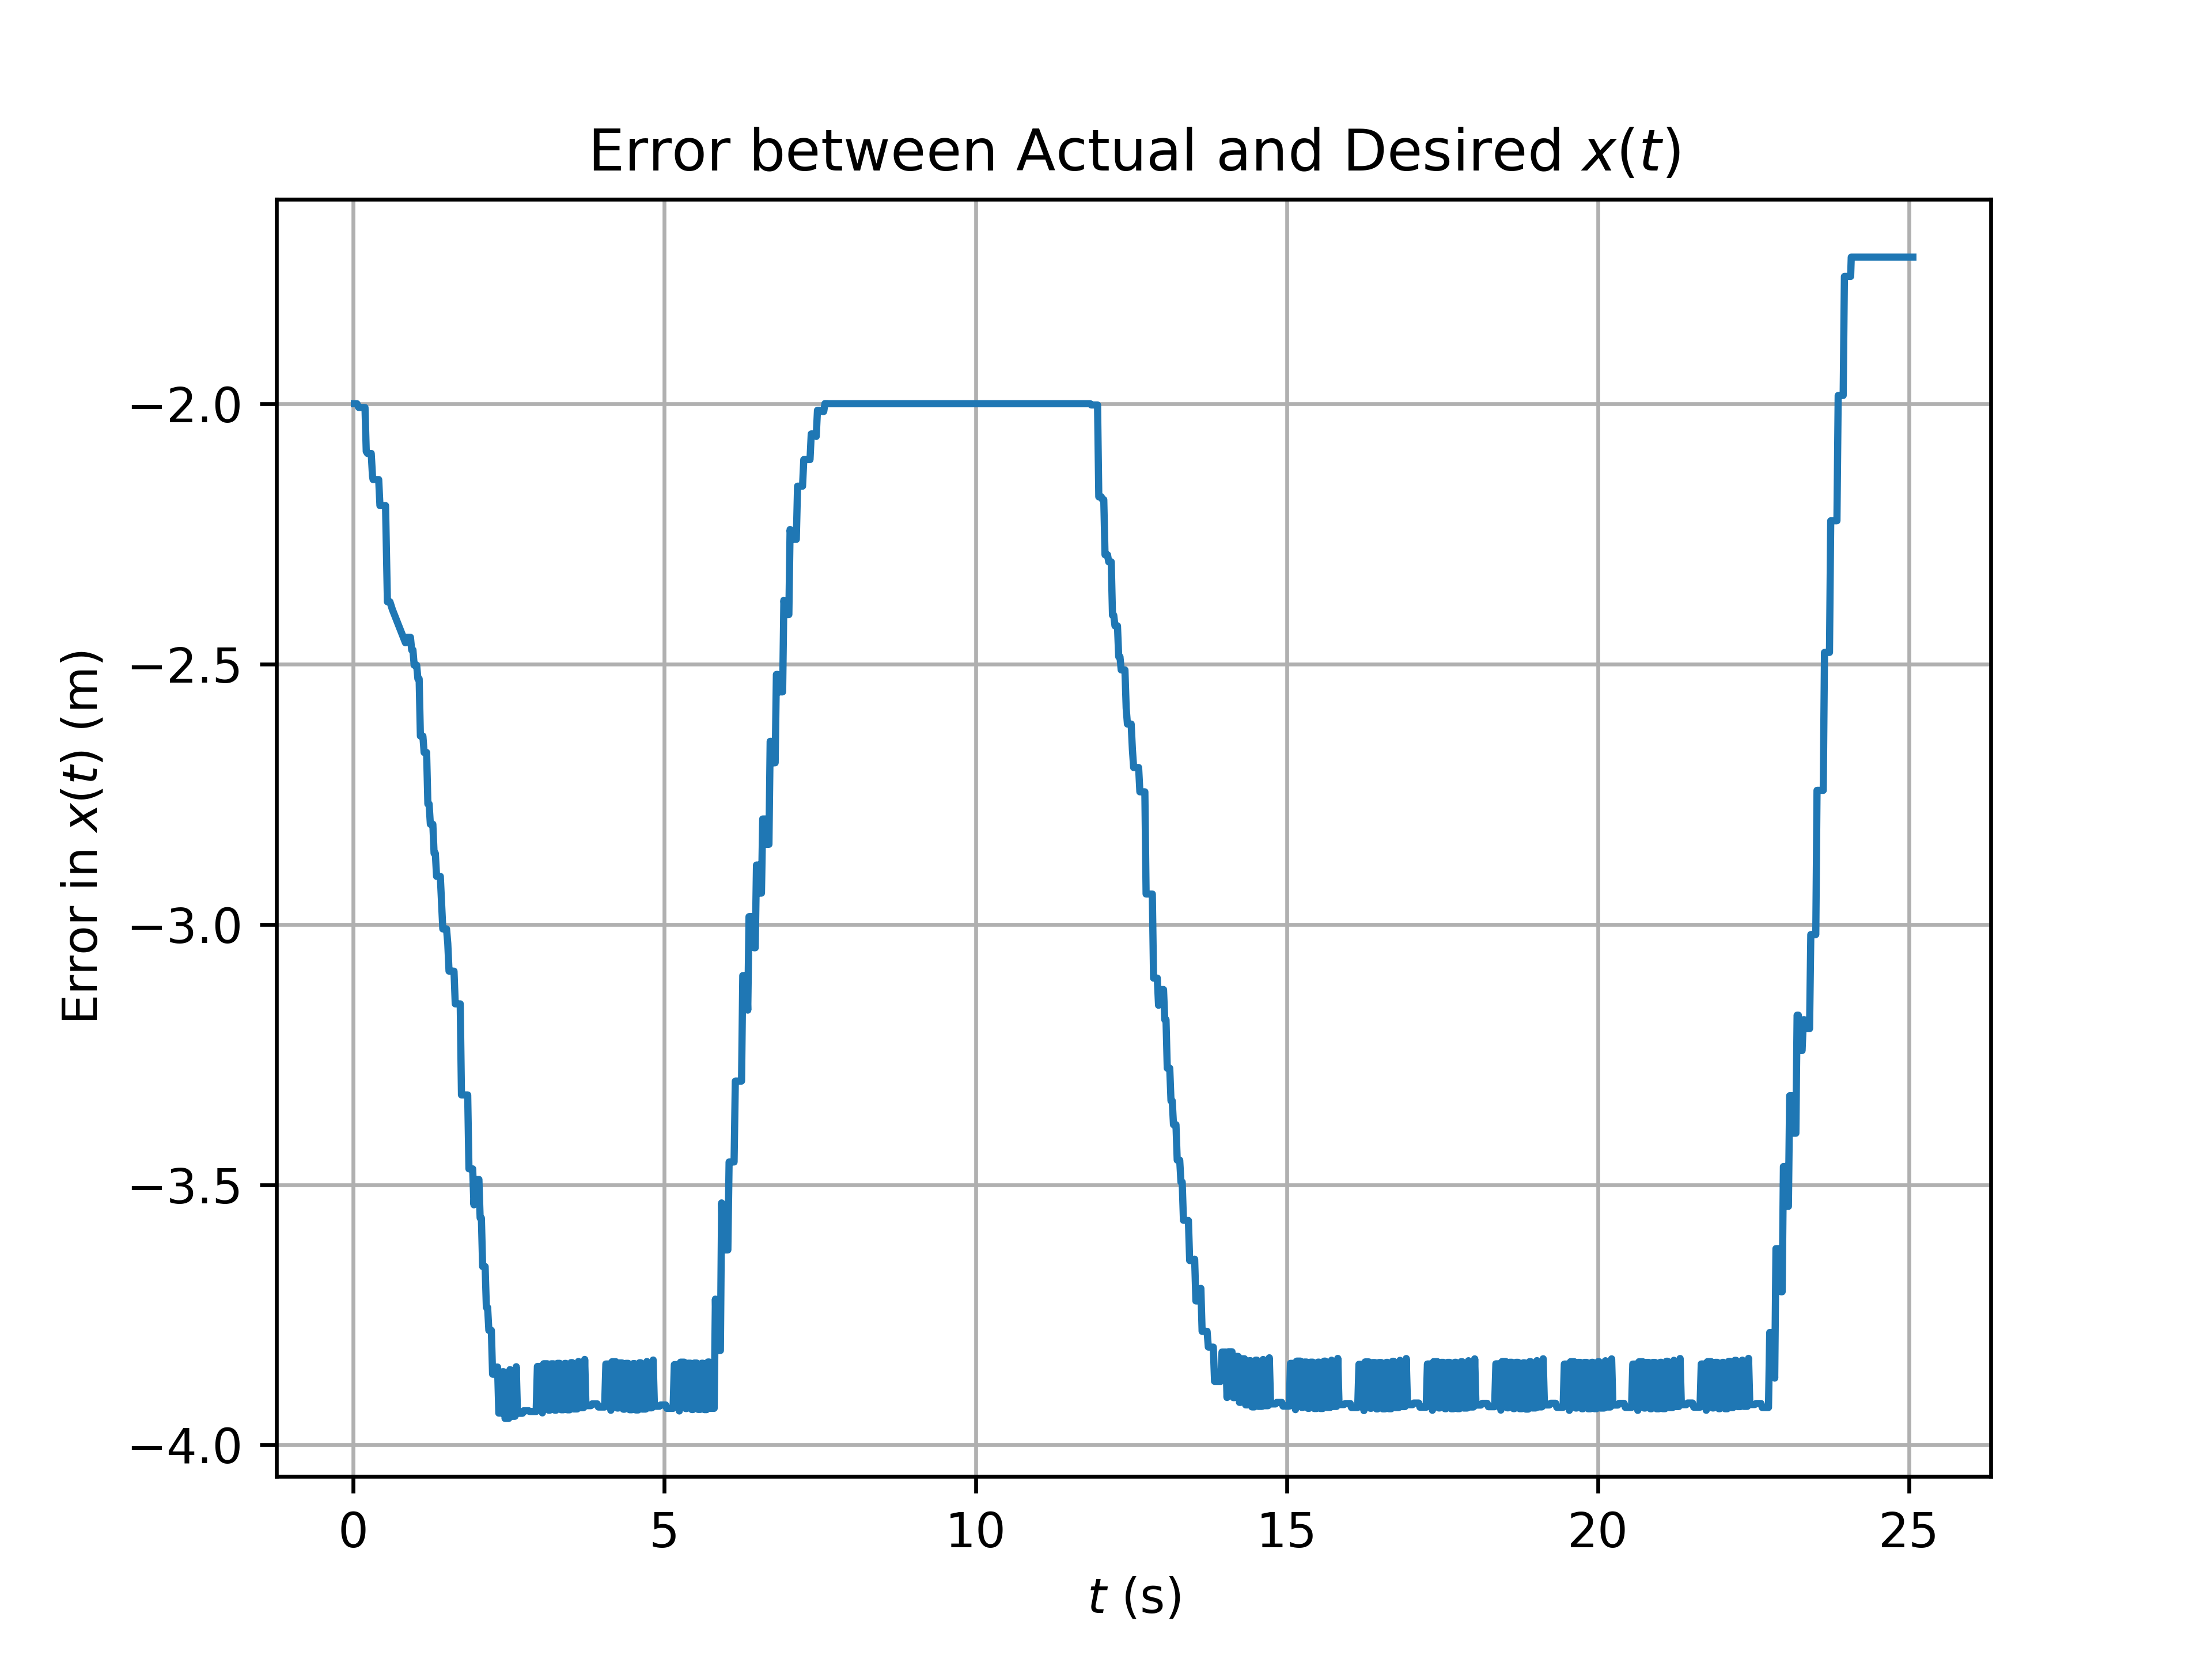 Error between Actual and Desired x(t)
Error in x(t) (m)
−2.0
−2.5
−3.0
−3.5
−4.0
0 5 10 15 20 25
t (s)